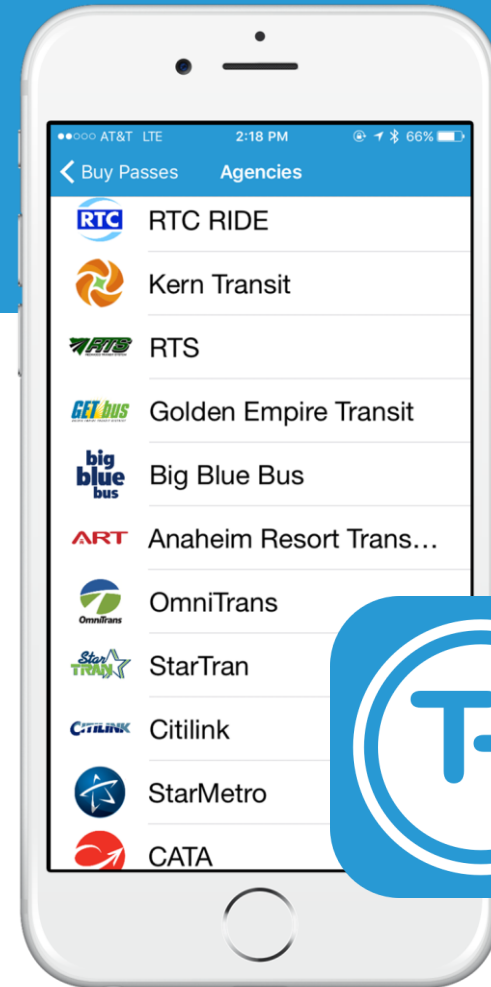 AT&T LTE 2:18 PM 66%
Buy Passes Agencies
RTC RTC RIDE
Kern Transit
RTS RTS
GET bus Golden Empire Transit
big
blue
bus
Big Blue Bus
ART Anaheim Resort Trans...
OmniTrans
OmniTrans
Star
TRAN
StarTran
CITILINK Citilink
StarMetro
CATA
T